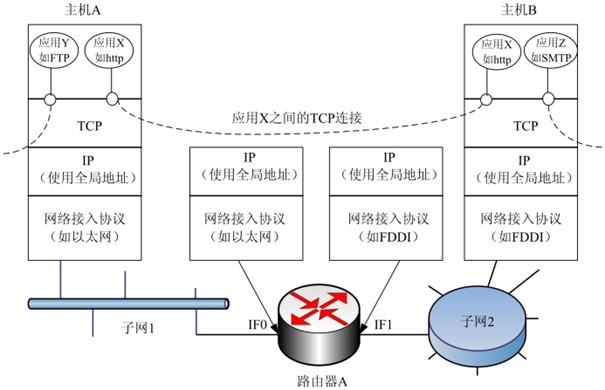 主机A
主机B
应用Y
如FTP
应用X
如http
应用X
如http
应用Z
如SMTP
应用X之间的TCP连接
TCP
TCP
IP
（使用全局地址）
IP
（使用全局地址）
IP
（使用全局地址）
IP
（使用全局地址）
网络接入协议
（如以太网）
网络接入协议
（如以太网）
网络接入协议
（如FDDI）
网络接入协议
（如FDDI）
子网1
IF0
IF1
子网2
路由器A